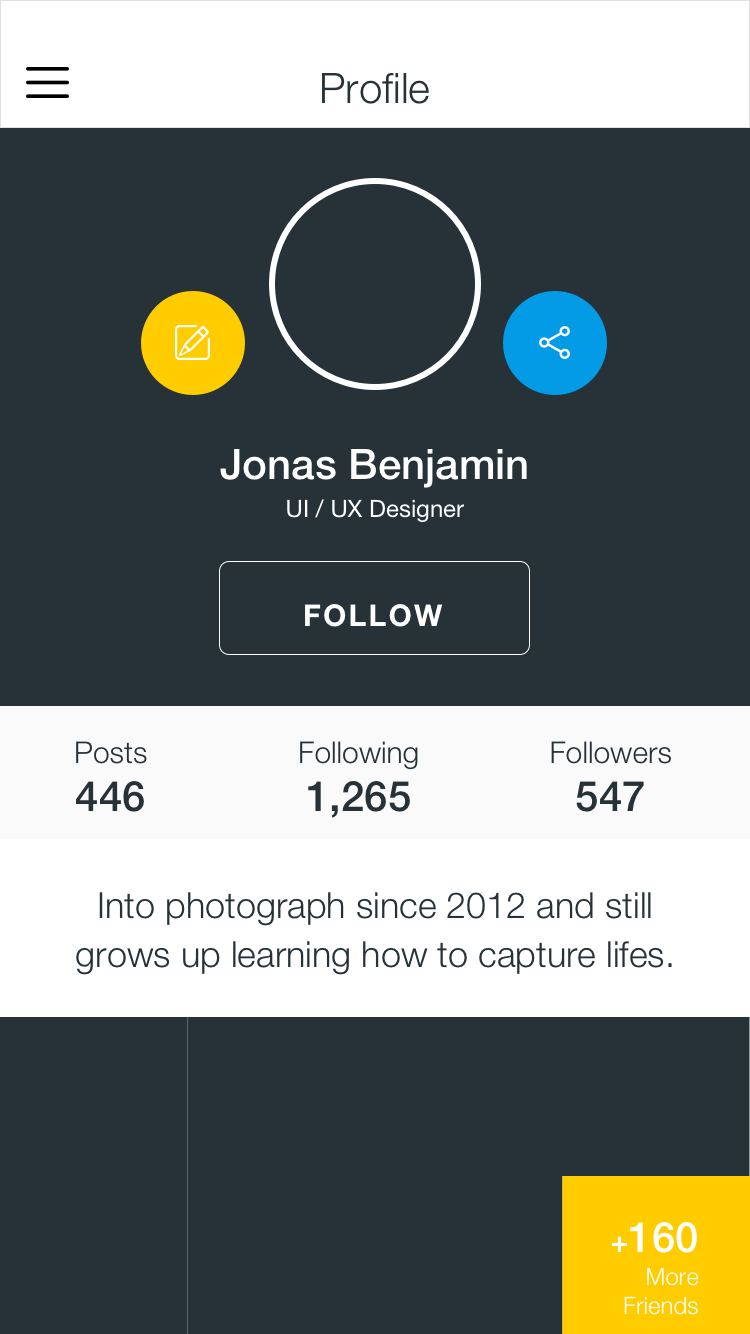 Profile
Jonas Benjamin
UI / UX Designer
FOLLOW
Posts
446
Following
1,265
Followers
547
Into photograph since 2012 and still
grows up learning how to capture lifes.
+160
More
Friends